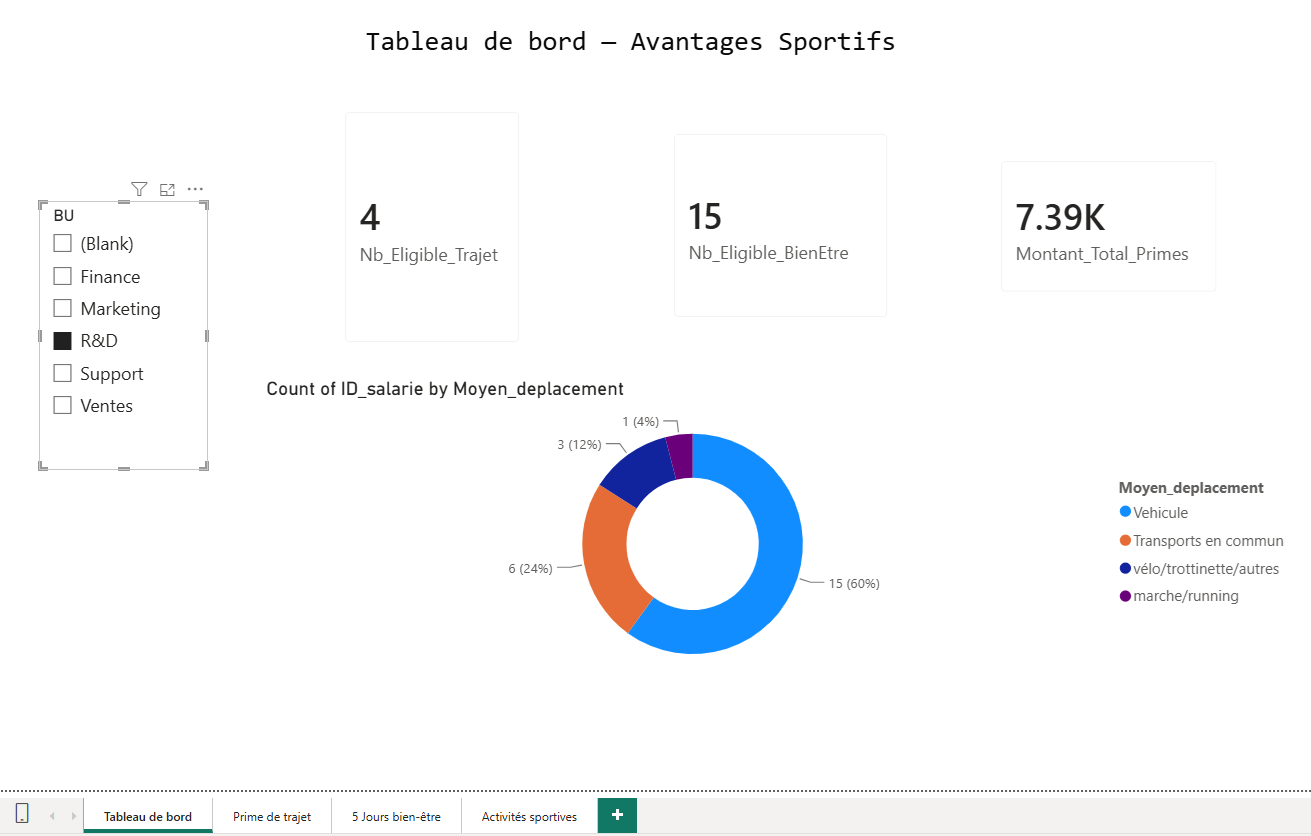 Tableau de bord — Avantages Sportifs
BU
(Blank)
Finance
Marketing
R&D
Support
Ventes
4
Nb_Eligible_Trajet
15
Nb_Eligible_BienEtre
7.39K
Montant_Total_Primes
Count of ID_salarie by Moyen_deplacement
1 (4%)
3 (12%)
6 (24%)
15 (60%)
Moyen_deplacement
Vehicule
Transports en commun
vélo/trottinette/autres
marche/running
Tableau de bord
Prime de trajet
5 Jours bien-être
Activités sportives